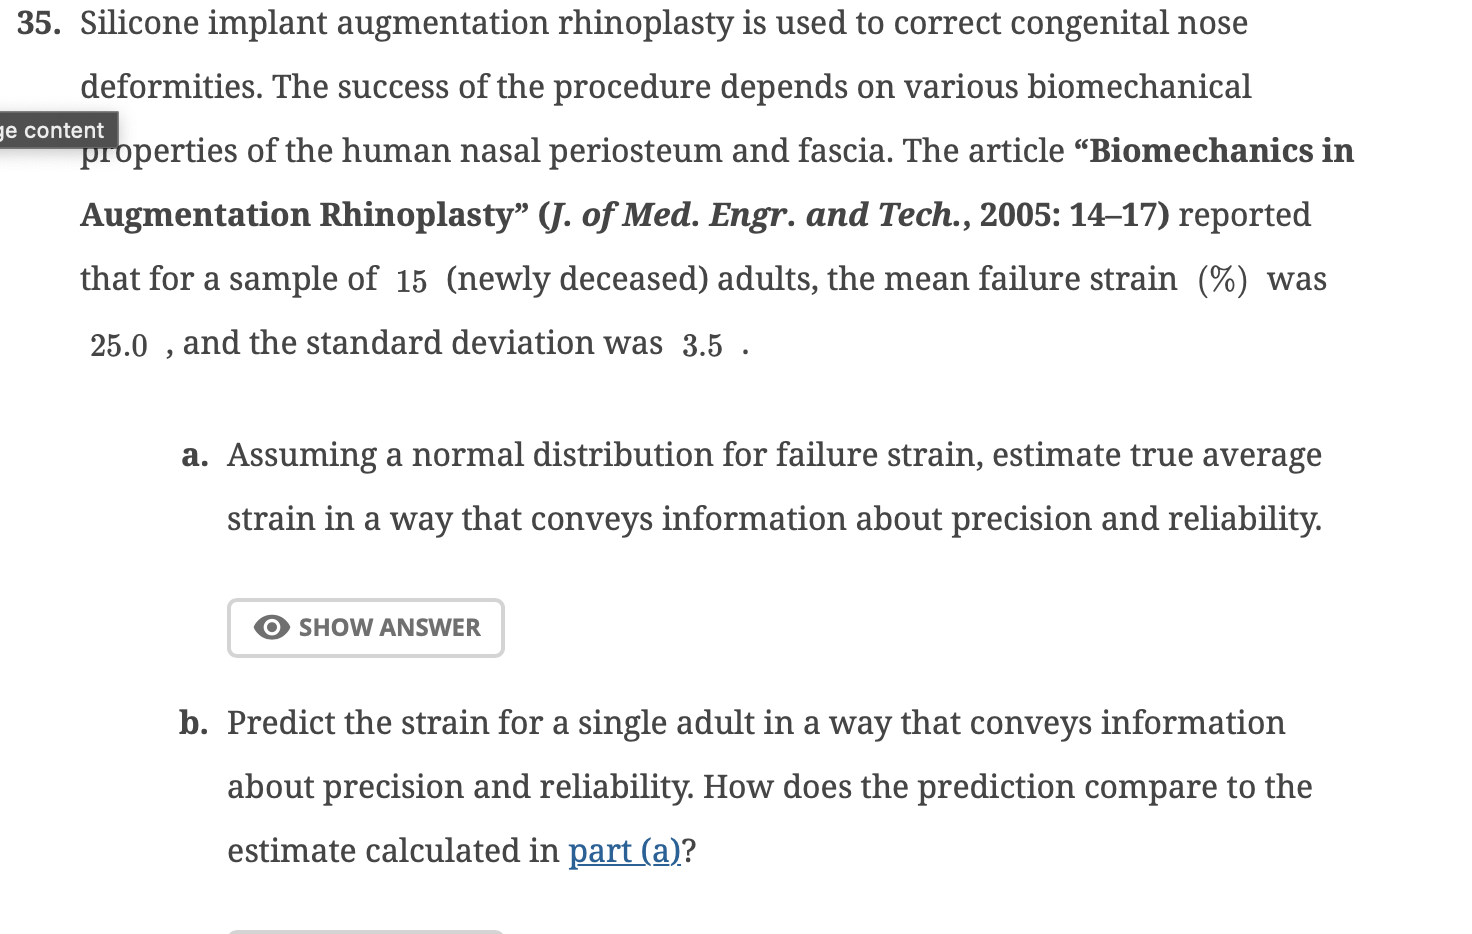 35. Silicone implant augmentation rhinoplasty is used to correct congenital nose
deformities. The success of the procedure depends on various biomechanical
ge content
properties of the human nasal periosteum and fascia. The article “Biomechanics in
Augmentation Rhinoplasty” (J. of Med. Engr. and Tech., 2005: 14–17) reported
that for a sample of 15 (newly deceased) adults, the mean failure strain (%) was
25.0 , and the standard deviation was 3.5 .
a. Assuming a normal distribution for failure strain, estimate true average
strain in a way that conveys information about precision and reliability.
SHOW ANSWER
b. Predict the strain for a single adult in a way that conveys information
about precision and reliability. How does the prediction compare to the
estimate calculated in part (a)?